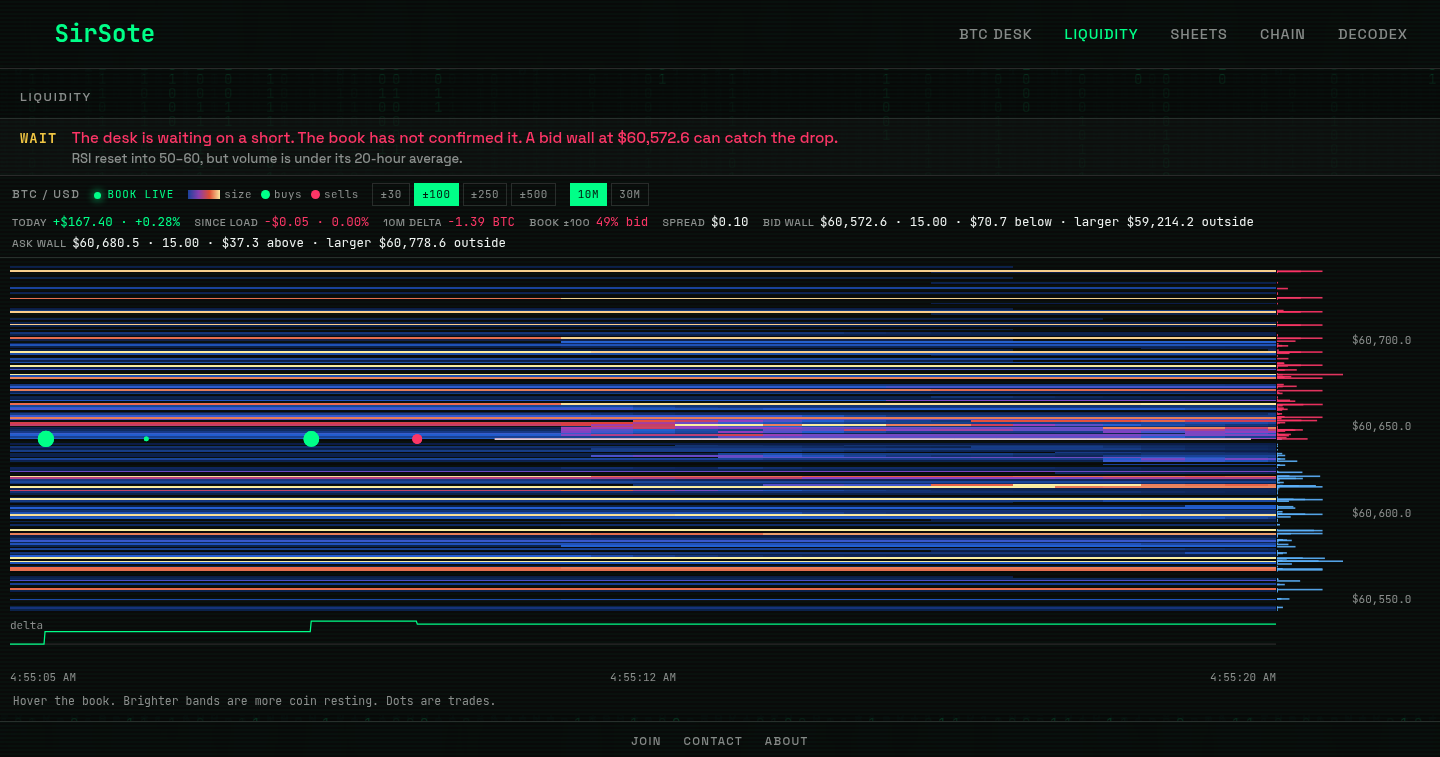 SirSote
BTC DESK LIQUIDITY SHEETS CHAIN DECODEX
LIQUIDITY
WAIT The desk is waiting on a short. The book has not confirmed it. A bid wall at $60,572.6 can catch the drop.
RSI reset into 50–60, but volume is under its 20-hour average.
BTC / USD BOOK LIVE size buys sells ±30 ±100 ±250 ±500 10M 30M
TODAY +$167.40 · +0.28% SINCE LOAD -$0.05 · 0.00% 10M DELTA -1.39 BTC BOOK ±100 49% bid SPREAD $0.10 BID WALL $60,572.6 · 15.00 · $70.7 below · larger $59,214.2 outside
ASK WALL $60,680.5 · 15.00 · $37.3 above · larger $60,778.6 outside
$60,700.0
$60,650.0
$60,600.0
$60,550.0
delta
4:55:05 AM 4:55:12 AM 4:55:20 AM
Hover the book. Brighter bands are more coin resting. Dots are trades.
JOIN CONTACT ABOUT